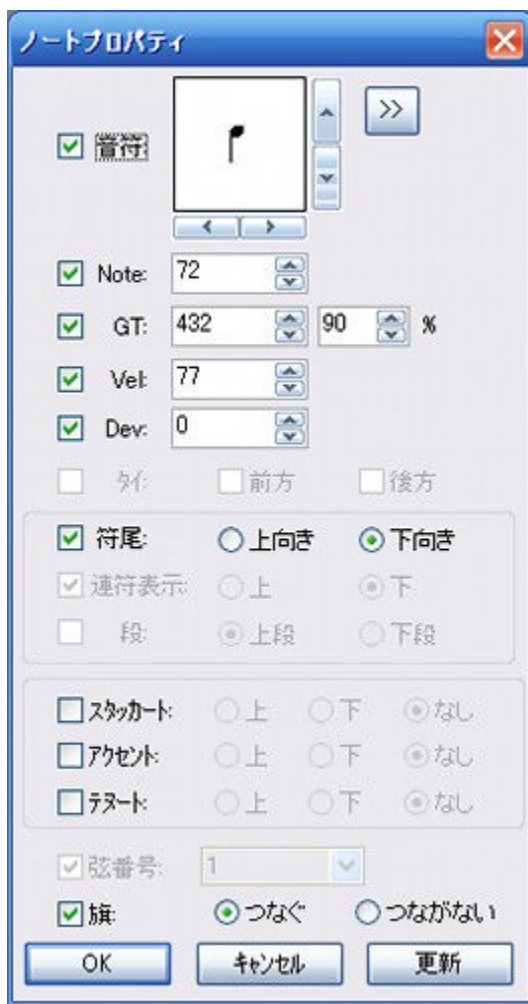 ノートプロパティ
音符: >>
Note: 72
GT: 432 90 %
Vel: 77
Dev: 0
タイ: 前方 後方
符尾: 上向き 下向き
連符表示: 上 下
段: 上段 下段
スタッカート: 上 下 なし
アクセント: 上 下 なし
テヌート: 上 下 なし
弦番号: 1
旗: つなぐ つながない
OK キャンセル 更新